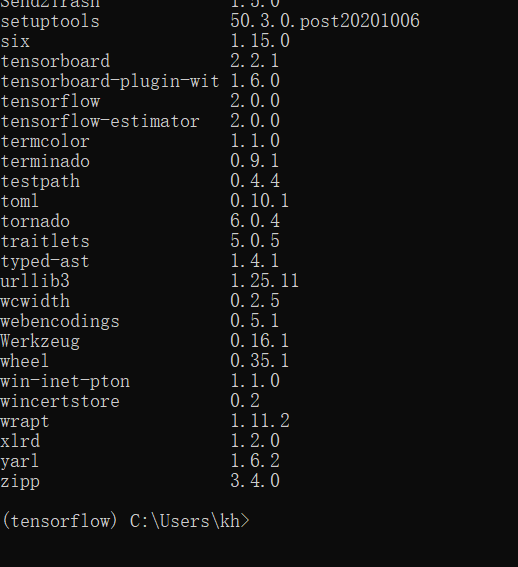 Send2Trash 1.5.0
setuptools 50.3.0.post20201006
six 1.15.0
tensorboard 2.2.1
tensorboard-plugin-wit 1.6.0
tensorflow 2.0.0
tensorflow-estimator 2.0.0
termcolor 1.1.0
terminado 0.9.1
testpath 0.4.4
toml 0.10.1
tornado 6.0.4
traitlets 5.0.5
typed-ast 1.4.1
urllib3 1.25.11
wcwidth 0.2.5
webencodings 0.5.1
Werkzeug 0.16.1
wheel 0.35.1
win-inet-pton 1.1.0
wincertstore 0.2
wrapt 1.11.2
xlrd 1.2.0
yarl 1.6.2
zipp 3.4.0
(tensorflow) C:\Users\kh>